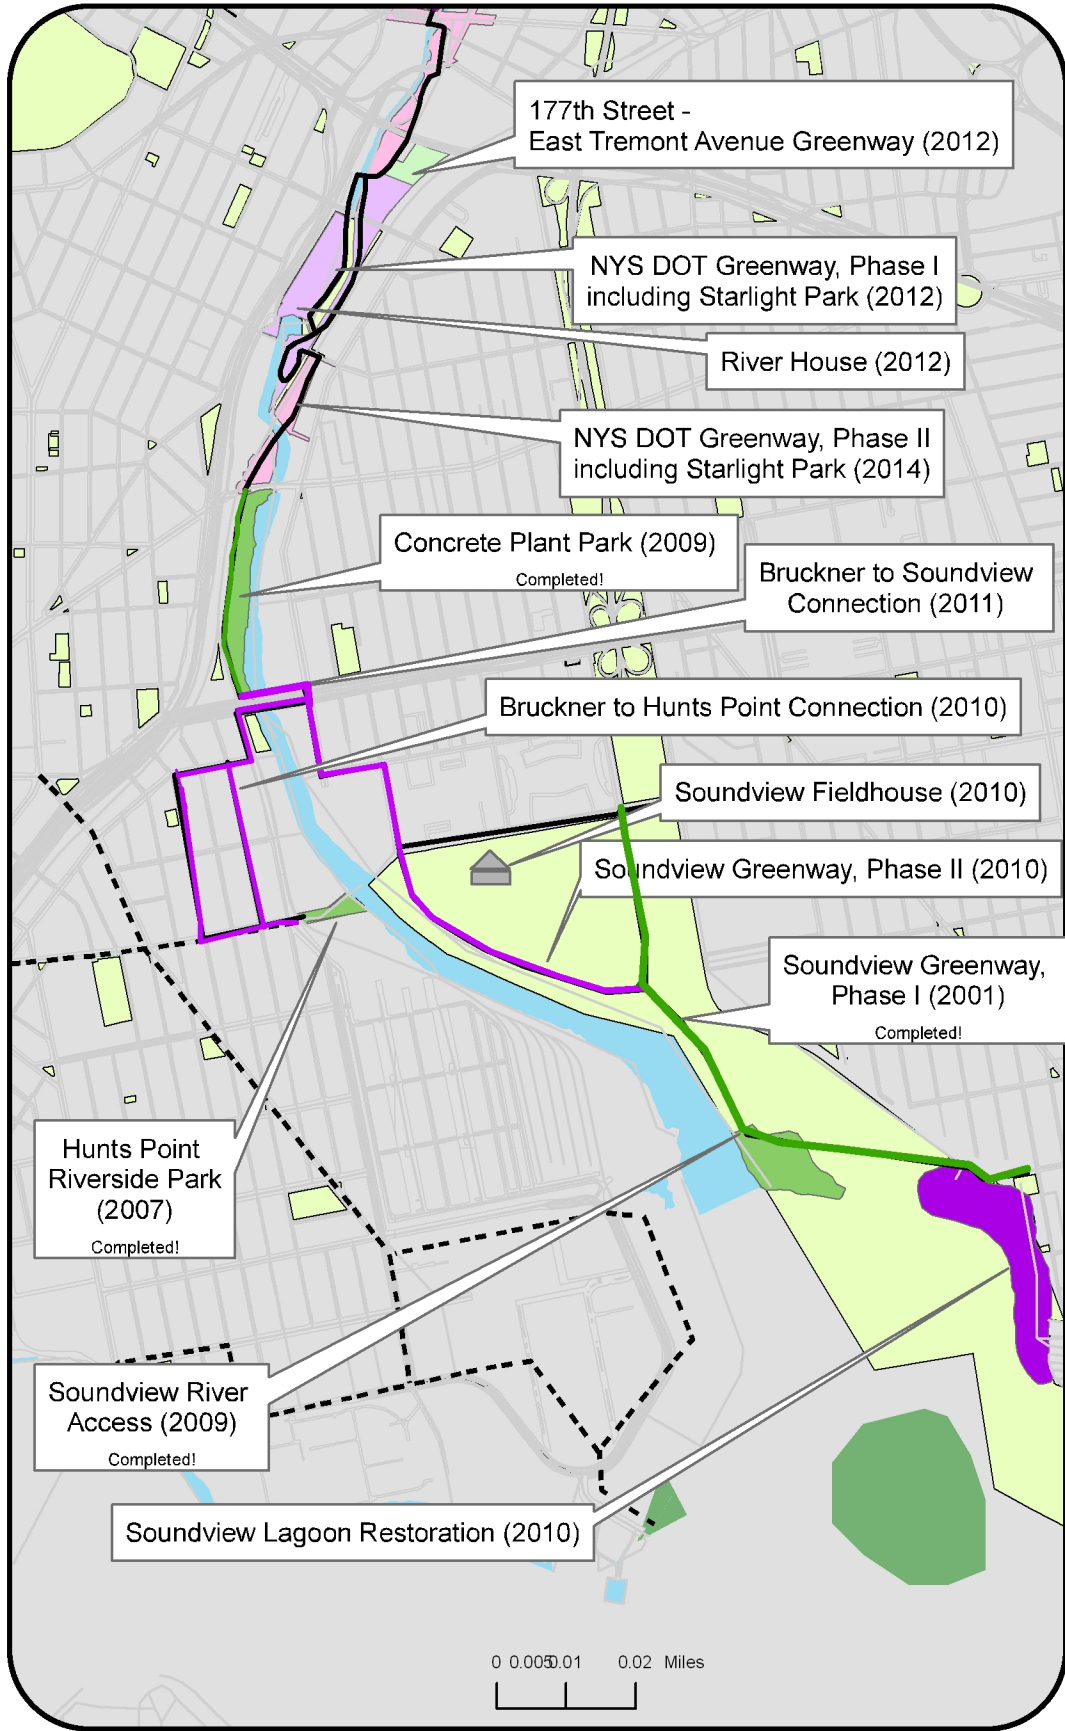 177th Street -
East Tremont Avenue Greenway (2012)
NYS DOT Greenway, Phase I
including Starlight Park (2012)
River House (2012)
NYS DOT Greenway, Phase II
including Starlight Park (2014)
Concrete Plant Park (2009)
Completed!
Bruckner to Soundview
Connection (2011)
Bruckner to Hunts Point Connection (2010)
Soundview Fieldhouse (2010)
Soundview Greenway, Phase II (2010)
Soundview Greenway,
Phase I (2001)
Completed!
Hunts Point
Riverside Park
(2007)
Completed!
Soundview River
Access (2009)
Completed!
Soundview Lagoon Restoration (2010)
0 0.005 0.01 0.02 Miles